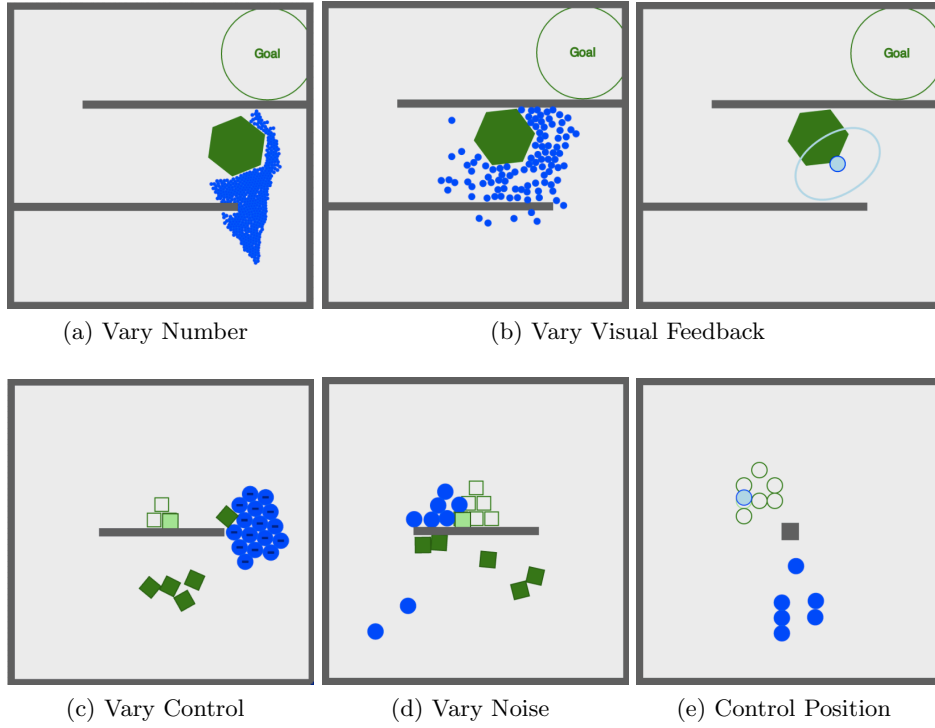 Goal
Goal
Goal
(a) Vary Number
(b) Vary Visual Feedback
(c) Vary Control
(d) Vary Noise
(e) Control Position